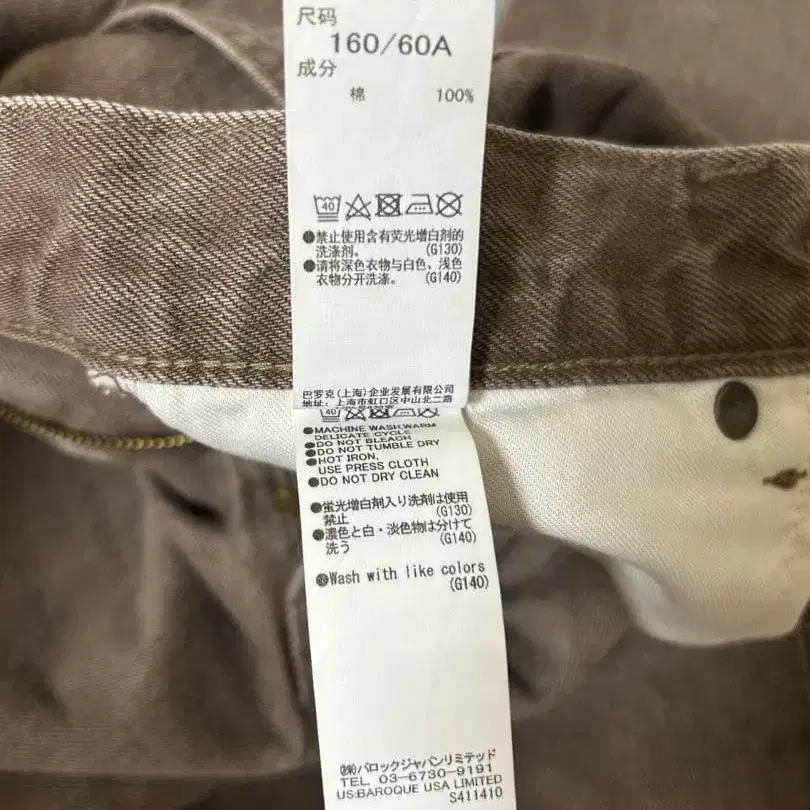 尺码
160/60A
成分
棉 100%
40
●禁止使用含有荧光增白剂的
洗涤剂。 (G130)
●请将深色衣物与白色、浅色
衣物分开洗涤。 (G140)
巴罗克(上海)企业发展有限公司
地址: 上海市虹口区中山北二路
40
●MACHINE WASH,WARM
DELICATE CYCLE
●DO NOT BLEACH
●DO NOT TUMBLE DRY
●HOT IRON,
USE PRESS CLOTH
●DO NOT DRY CLEAN
●蛍光増白剤入り洗剤は使用
禁止 (G130)
●濃色と白・淡色物は分けて
洗う (G140)
●Wash with like colors
(G140)
㈱バロックジャパンリミテッド
TEL. 03-6730-9191
US:BAROQUE USA LIMITED
S411410